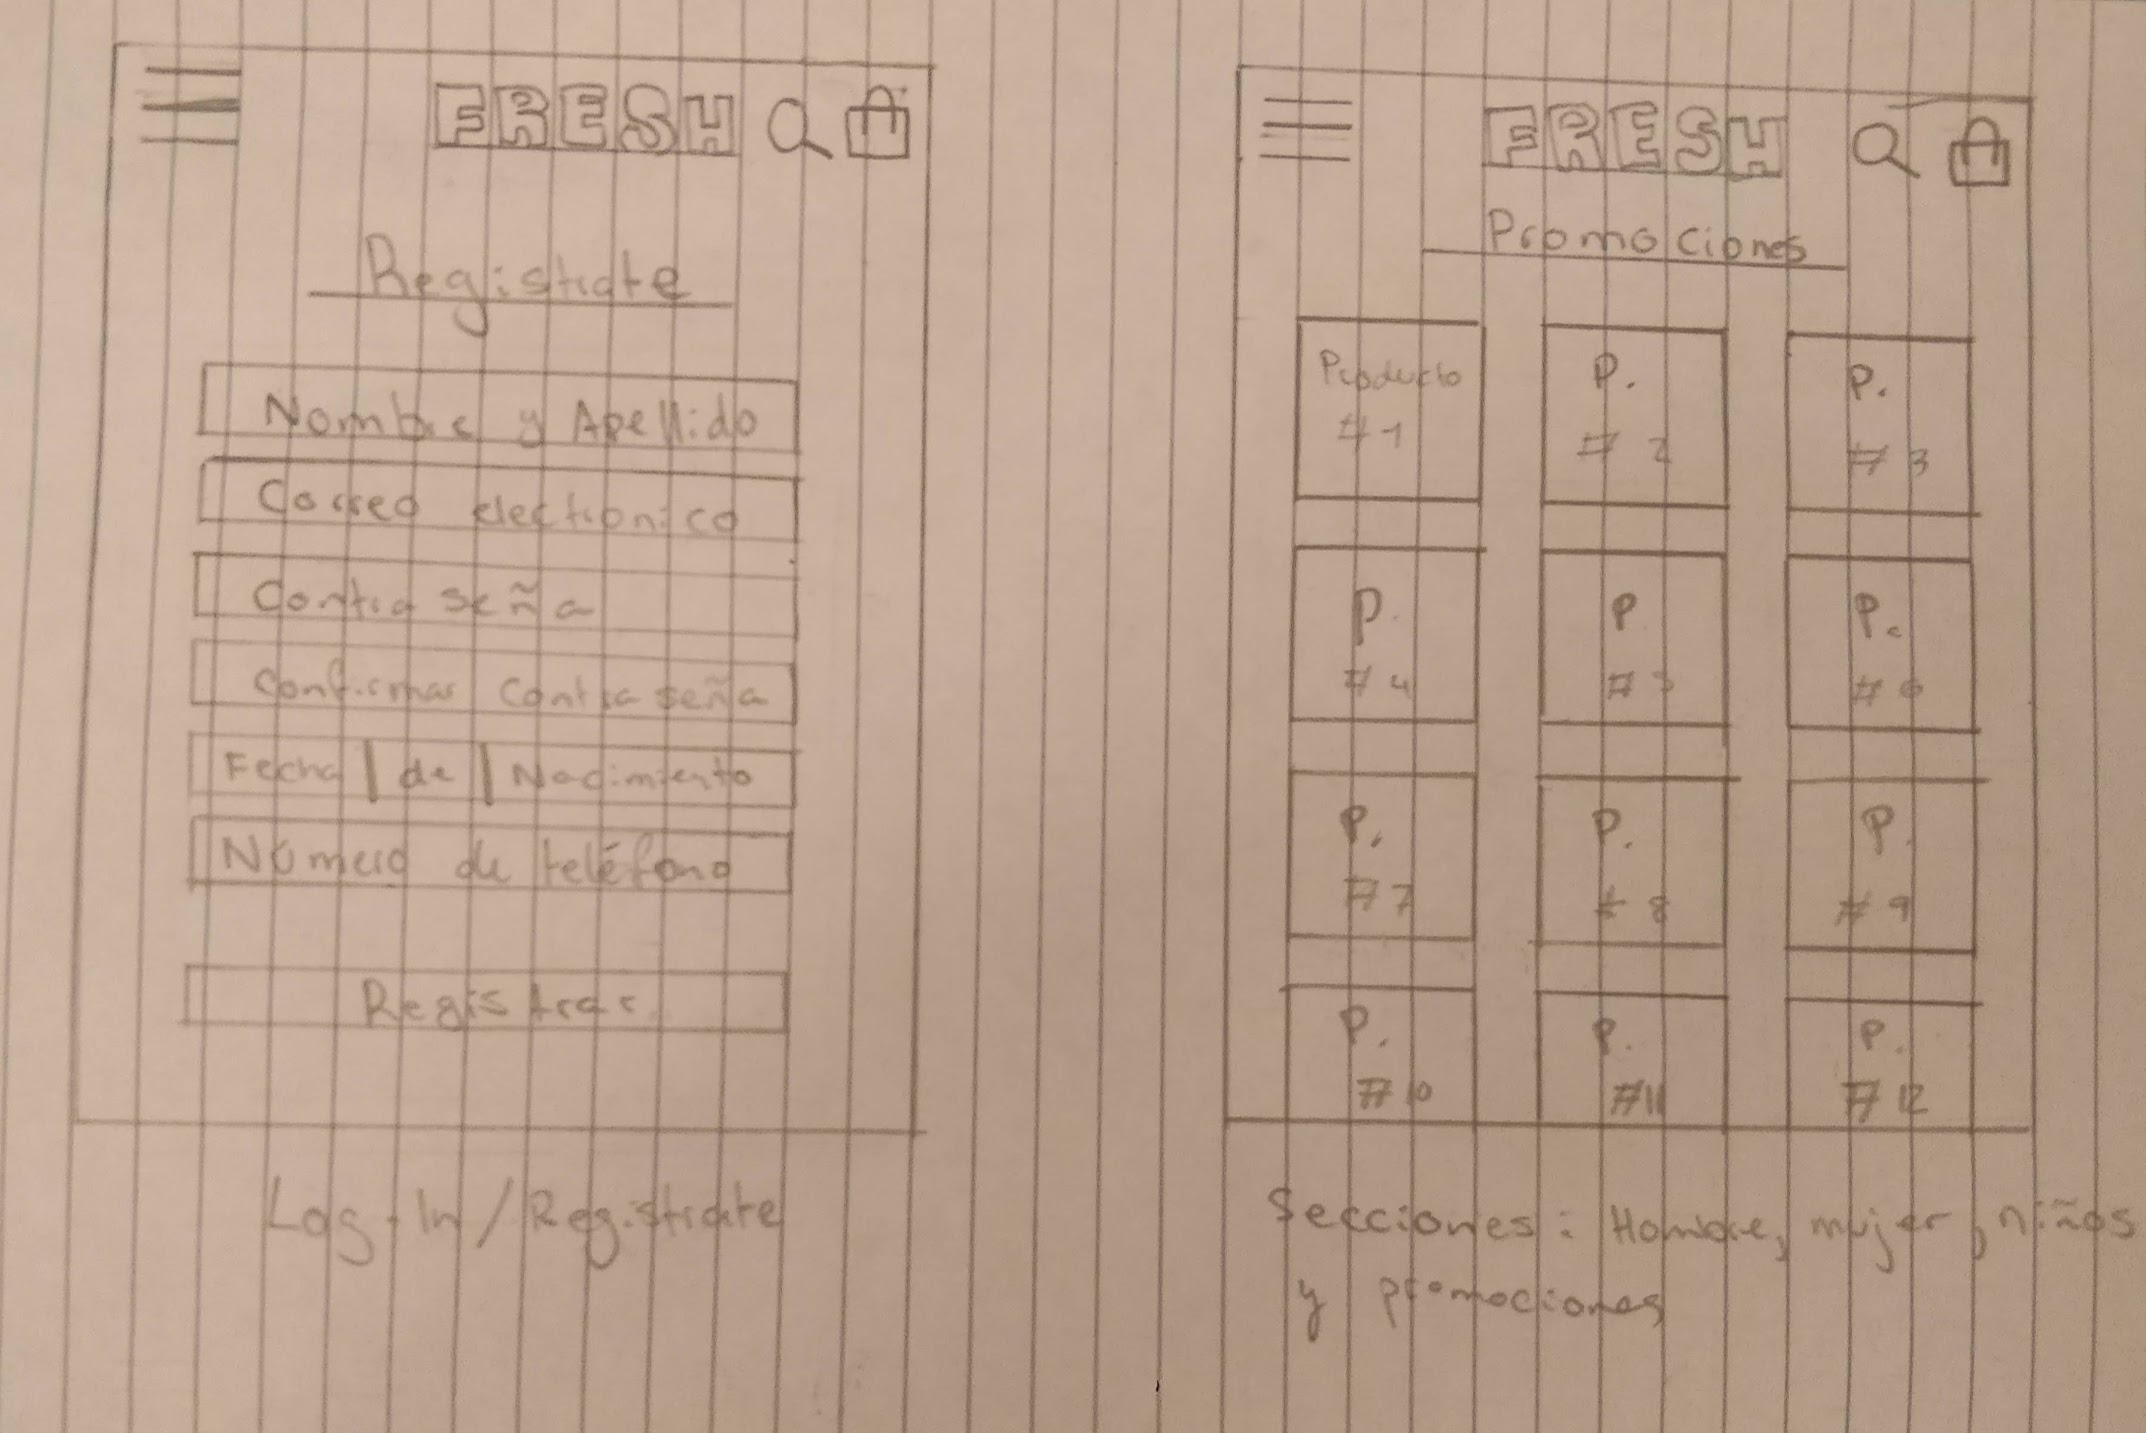 FRESH
Registrate
Nombre y Apellido
Correo electronico
Contraseña
Confirmar contraseña
Fecha | de | Nacimiento
Número de teléfono
Registrar
Log-In/Registrate
FRESH
Promociones
Producto #1
P. #2
P. #3
P. #4
P #5
P. #6
P. #7
P. #8
P. #9
P. #10
P. #11
P. #12
Secciones: Hombre, mujer, niños
y promociones